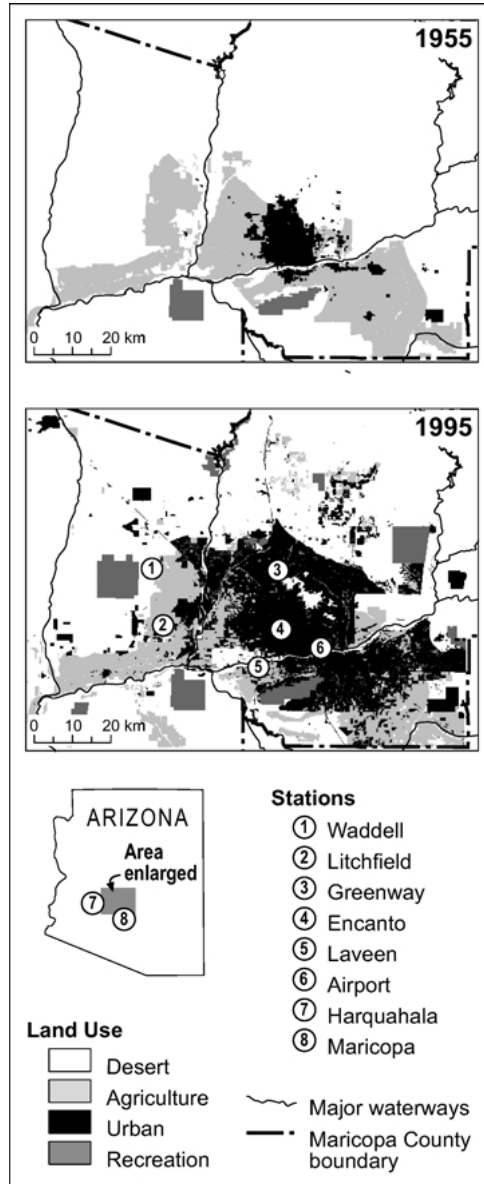 1955
0 10 20 km
1995
1
3
2
4
6
5
0 10 20 km
ARIZONA
Area
enlarged
7
8
Stations
1 Waddell
2 Litchfield
3 Greenway
4 Encanto
5 Laveen
6 Airport
7 Harquahala
8 Maricopa
Land Use
Desert
Agriculture
Urban
Recreation
Major waterways
Maricopa County
boundary